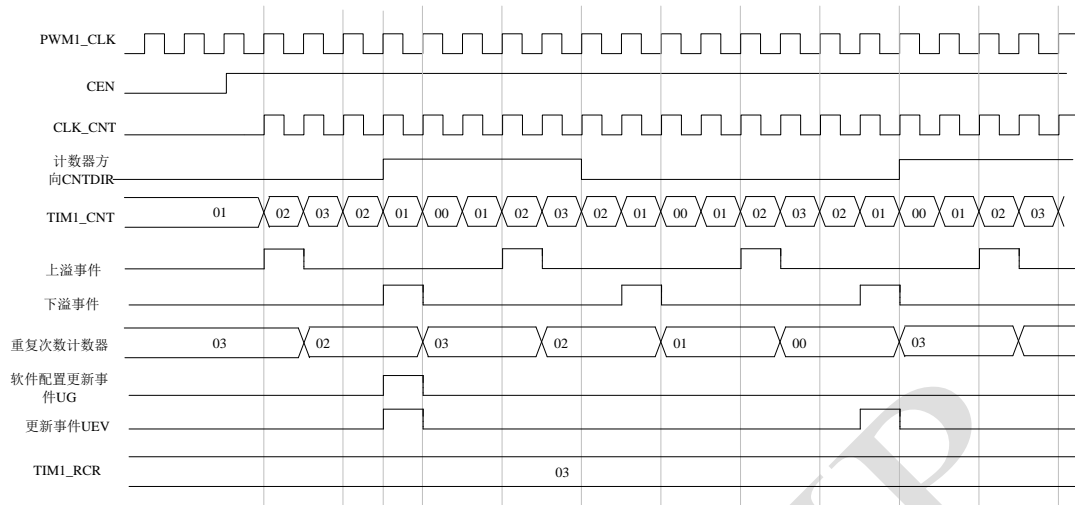 PWM1_CLK
CEN
CLK_CNT
计数器方
向CNTDIR
TIM1_CNT 01 02 03 02 01 00 01 02 03 02 01 00 01 02 03 02 01 00 01 02 03
上溢事件
下溢事件
重复次数计数器 03 02 03 02 01 00 03
软件配置更新事
件UG
更新事件UEV
TIM1_RCR 03